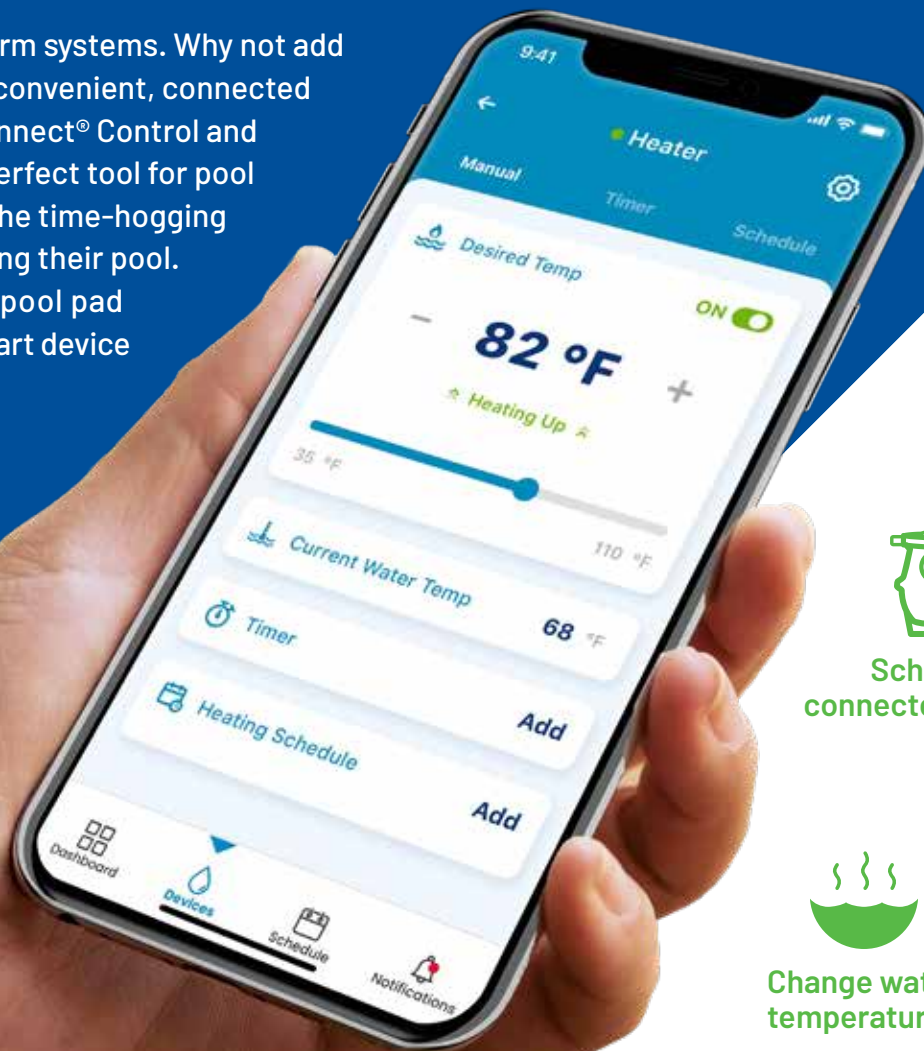 rm systems. Why not add
convenient, connected
nnect® Control and
erfect tool for pool
he time-hogging
ng their pool.
pool pad
art device
9:41
Heater
Manual
Timer
Schedule
Desired Temp
ON
− 82 °F +
Heating Up
35 °F
110 °F
Current Water Temp
68 °F
Timer
Add
Heating Schedule
Add
Dashboard
Devices
Schedule
Notifications
Sch
connecte
Change wat
temperatur